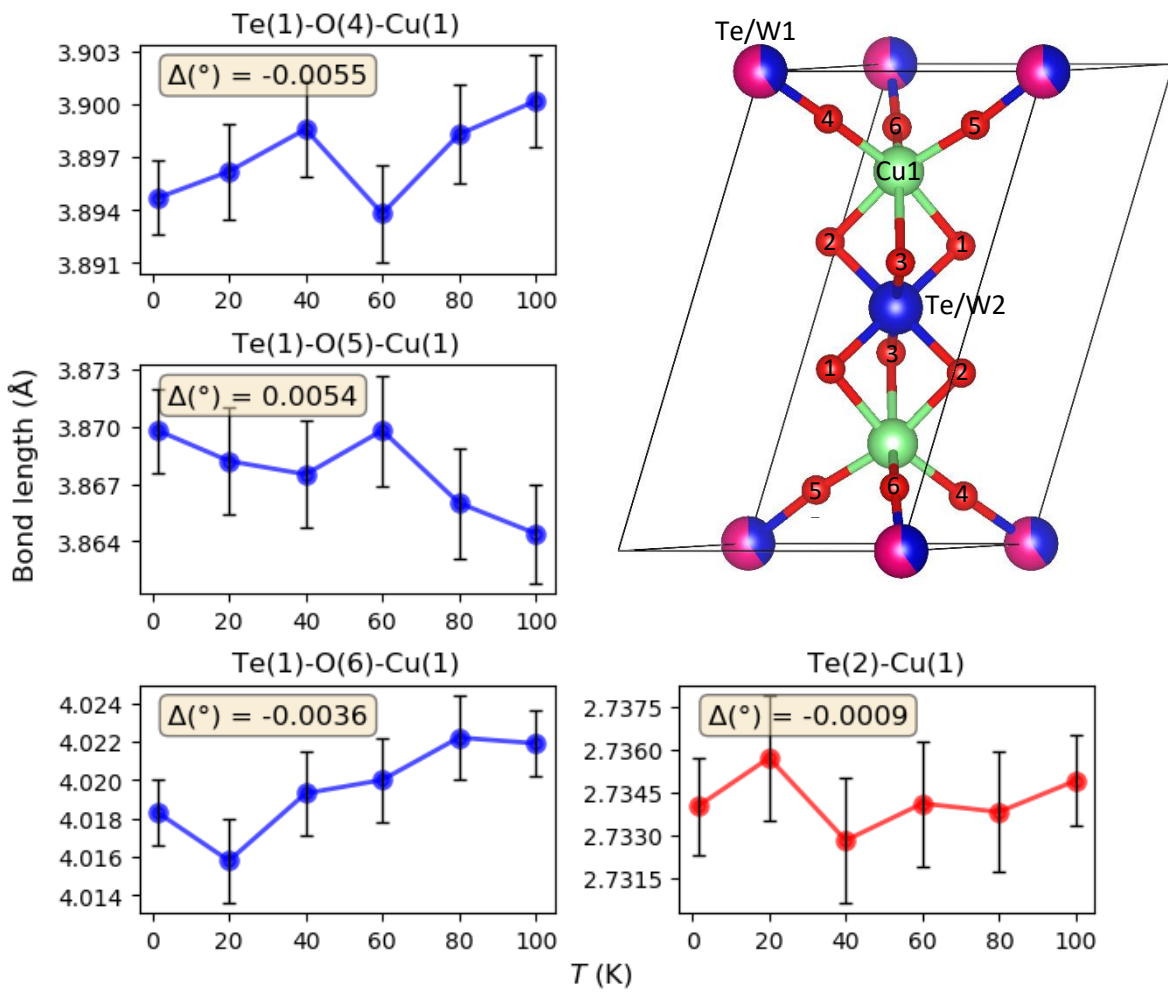 Te(1)-O(4)-Cu(1)
Δ(°) = -0.0055
3.903
3.900
3.897
3.894
3.891
0 20 40 60 80 100
Te(1)-O(5)-Cu(1)
Δ(°) = 0.0054
3.873
3.870
3.867
3.864
0 20 40 60 80 100
Bond length (Å)
Te(1)-O(6)-Cu(1)
Δ(°) = -0.0036
4.024
4.022
4.020
4.018
4.016
4.014
0 20 40 60 80 100
Te/W1
4
6
5
Cu1
2
1
3
Te/W2
3
1
2
5
6
4
Te(2)-Cu(1)
Δ(°) = -0.0009
2.7375
2.7360
2.7345
2.7330
2.7315
0 20 40 60 80 100
T (K)